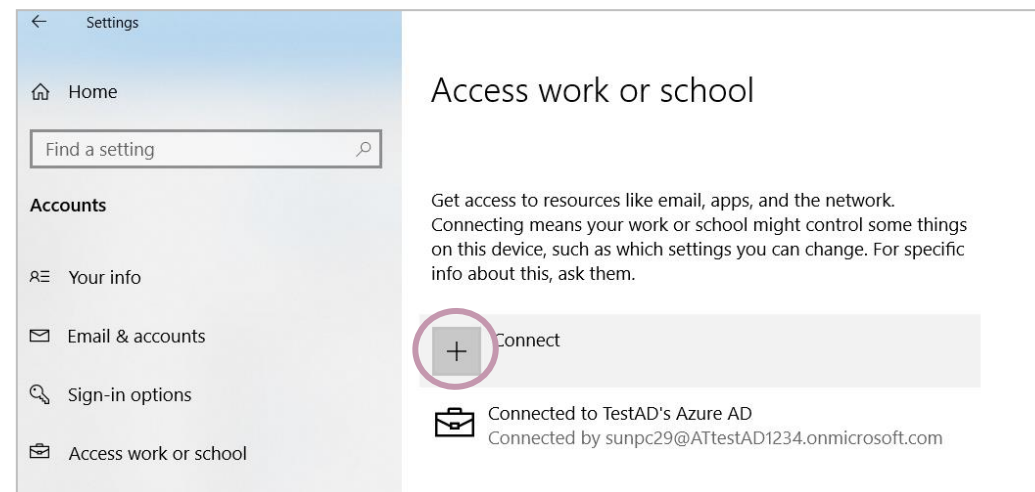 Settings
Home
Find a setting
Accounts
Your info
Email & accounts
Sign-in options
Access work or school
Access work or school
Get access to resources like email, apps, and the network.
Connecting means your work or school might control some things
on this device, such as which settings you can change. For specific
info about this, ask them.
Connect
Connected to TestAD's Azure AD
Connected by sunpc29@ATtestAD1234.onmicrosoft.com